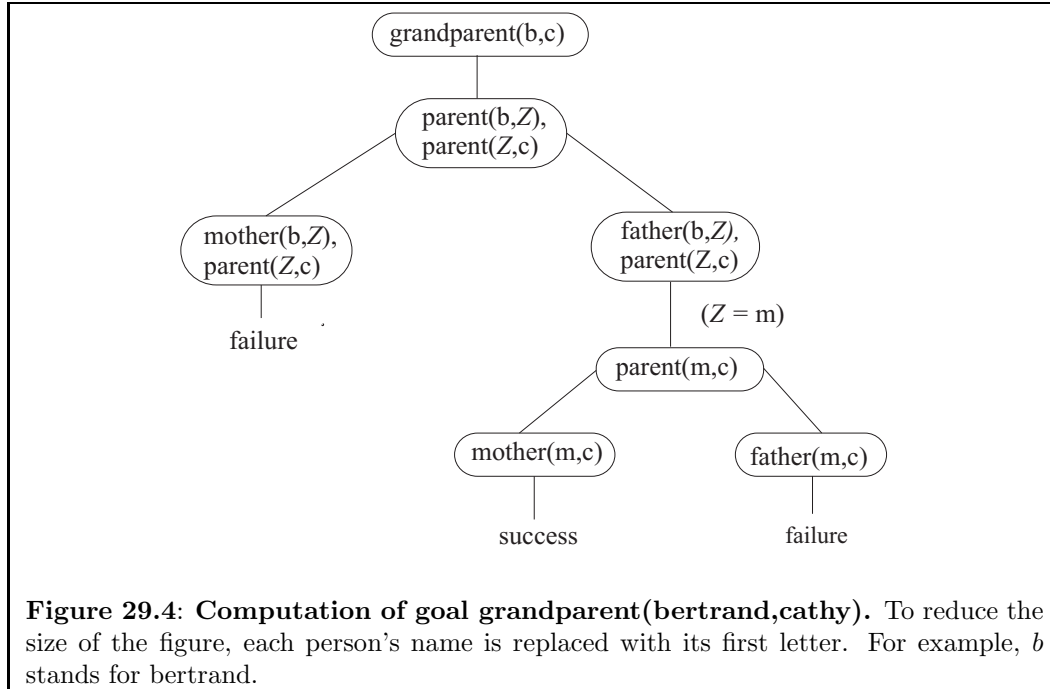 grandparent(b,c)
parent(b,Z),
parent(Z,c)
mother(b,Z),
parent(Z,c)
father(b,Z),
parent(Z,c)
failure
(Z = m)
parent(m,c)
mother(m,c)
father(m,c)
success
failure
Figure 29.4: Computation of goal grandparent(bertrand,cathy). To reduce the
size of the figure, each person's name is replaced with its first letter. For example, b
stands for bertrand.